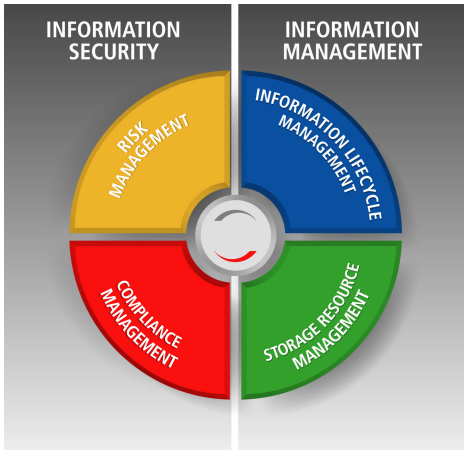 INFORMATION
SECURITY
INFORMATION
MANAGEMENT
RISK
MANAGEMENT
INFORMATION LIFECYCLE
MANAGEMENT
COMPLIANCE
MANAGEMENT
STORAGE RESOURCE
MANAGEMENT